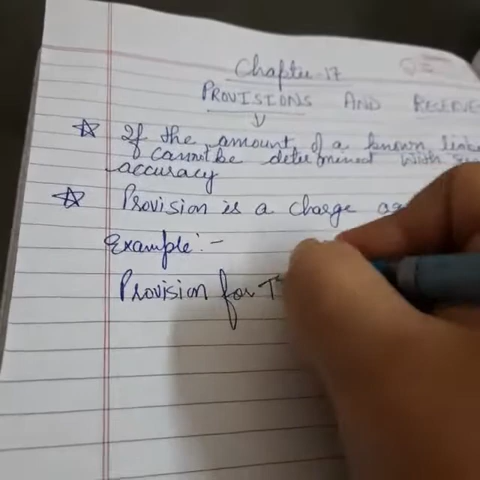 Chapter-17
PROVISIONS AND RESERVE
If the amount of a known
cannot be determined with
accuracy
Provision is a charge
Example:-
Provision for